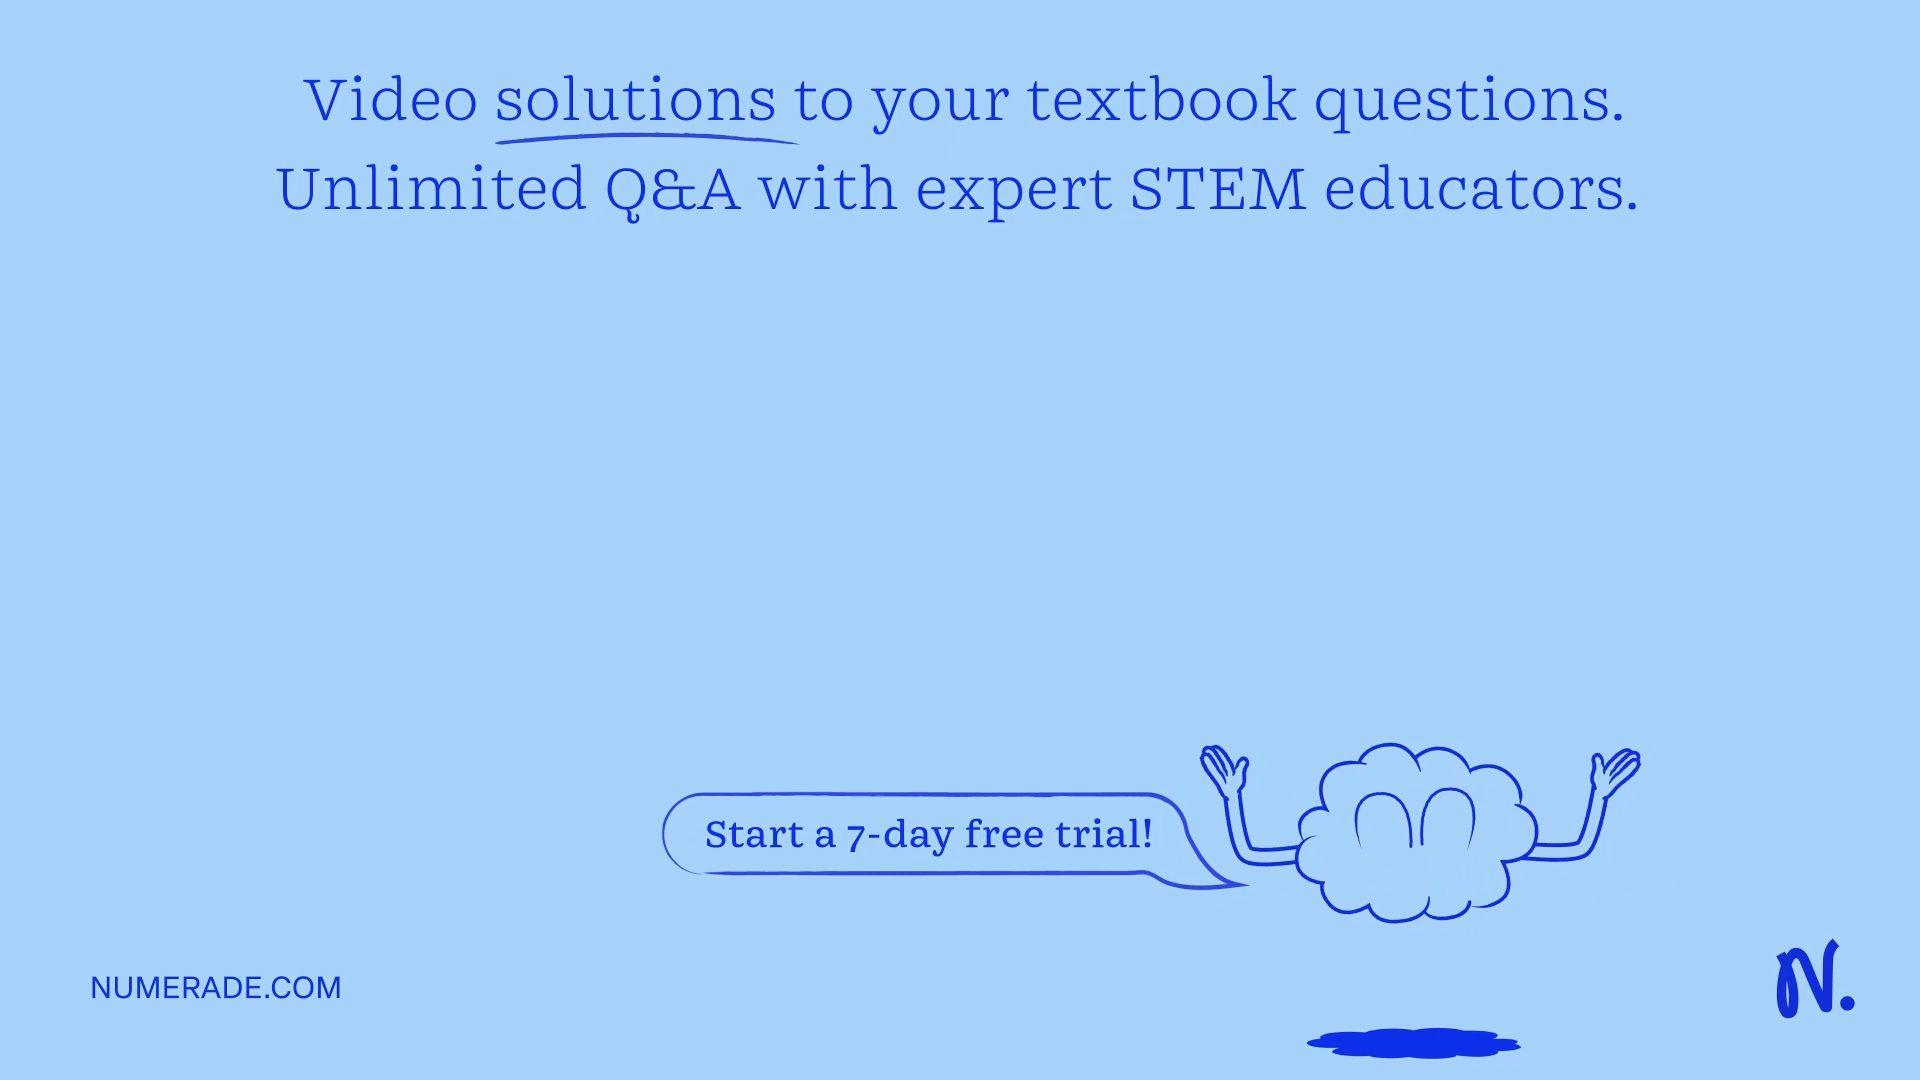 Video solutions to your textbook questions.
Unlimited Q&A with expert STEM educators.
Start a 7-day free trial!
NUMERADE.COM
N.